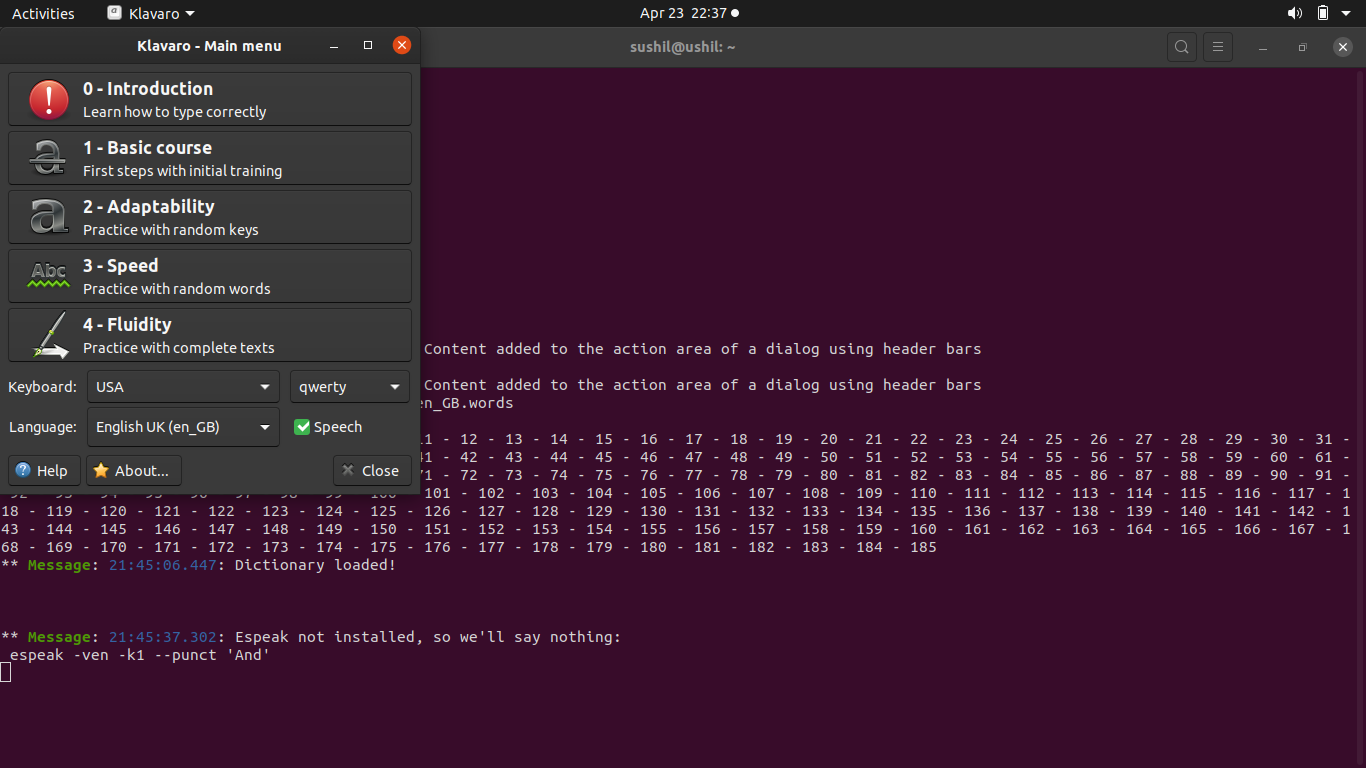 Activities
Klavaro
Apr 23 22:37
Klavaro - Main menu
sushil@ushil: ~
0 - Introduction
Learn how to type correctly
1 - Basic course
First steps with initial training
2 - Adaptability
Practice with random keys
Abc
3 - Speed
Practice with random words
4 - Fluidity
Practice with complete texts
Keyboard: USA qwerty
Language: English UK (en_GB) Speech
Help About... Close
Content added to the action area of a dialog using header bars
Content added to the action area of a dialog using header bars
en_GB.words
11 - 12 - 13 - 14 - 15 - 16 - 17 - 18 - 19 - 20 - 21 - 22 - 23 - 24 - 25 - 26 - 27 - 28 - 29 - 30 - 31 -
41 - 42 - 43 - 44 - 45 - 46 - 47 - 48 - 49 - 50 - 51 - 52 - 53 - 54 - 55 - 56 - 57 - 58 - 59 - 60 - 61 -
71 - 72 - 73 - 74 - 75 - 76 - 77 - 78 - 79 - 80 - 81 - 82 - 83 - 84 - 85 - 86 - 87 - 88 - 89 - 90 - 91 -
101 - 102 - 103 - 104 - 105 - 106 - 107 - 108 - 109 - 110 - 111 - 112 - 113 - 114 - 115 - 116 - 117 - 1
18 - 119 - 120 - 121 - 122 - 123 - 124 - 125 - 126 - 127 - 128 - 129 - 130 - 131 - 132 - 133 - 134 - 135 - 136 - 137 - 138 - 139 - 140 - 141 - 142 - 1
43 - 144 - 145 - 146 - 147 - 148 - 149 - 150 - 151 - 152 - 153 - 154 - 155 - 156 - 157 - 158 - 159 - 160 - 161 - 162 - 163 - 164 - 165 - 166 - 167 - 1
68 - 169 - 170 - 171 - 172 - 173 - 174 - 175 - 176 - 177 - 178 - 179 - 180 - 181 - 182 - 183 - 184 - 185
** Message: 21:45:06.447: Dictionary loaded!
** Message: 21:45:37.302: Espeak not installed, so we'll say nothing:
espeak -ven -k1 --punct 'And'